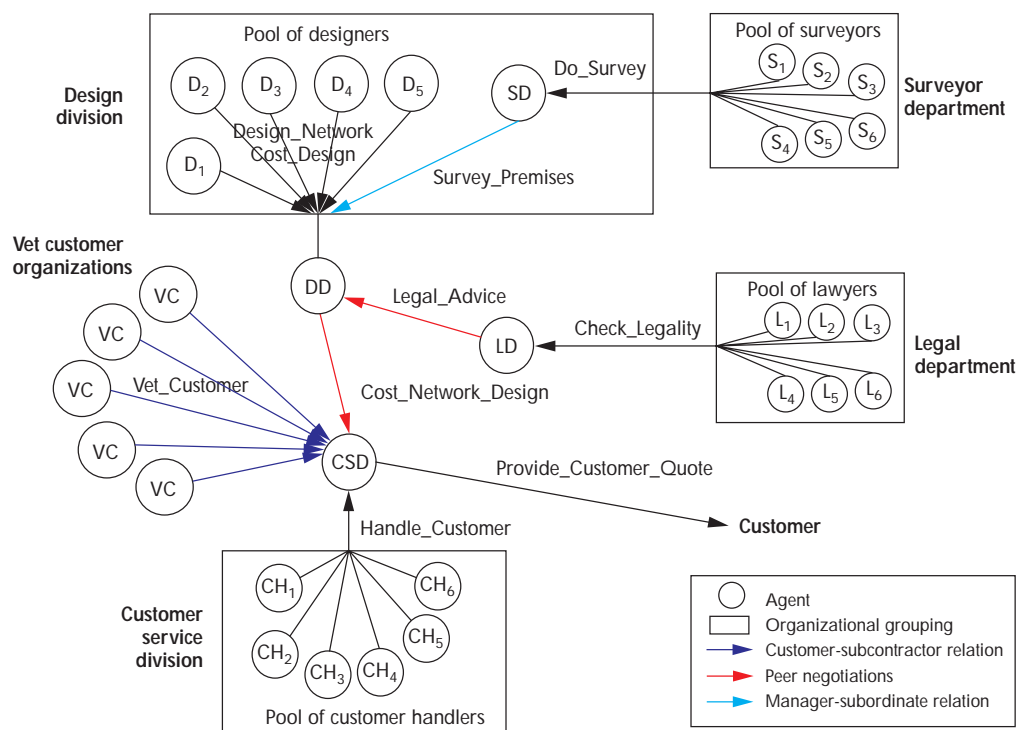 Pool of designers
D2
D3
D4
D5
D1
Design_Network
Cost_Design
Design
division
SD
Do_Survey
Survey_Premises
Pool of surveyors
S1
S2
S3
S4
S5
S6
Surveyor
department
Vet customer
organizations
VC
VC
VC
VC
VC
Vet_Customer
DD
Legal_Advice
LD
Check_Legality
Pool of lawyers
L1
L2
L3
L4
L5
L6
Legal
department
Cost_Network_Design
CSD
Provide_Customer_Quote
Customer
Handle_Customer
CH1
CH2
CH3
CH4
CH5
CH6
Customer
service
division
Pool of customer handlers
Agent
Organizational grouping
Customer-subcontractor relation
Peer negotiations
Manager-subordinate relation